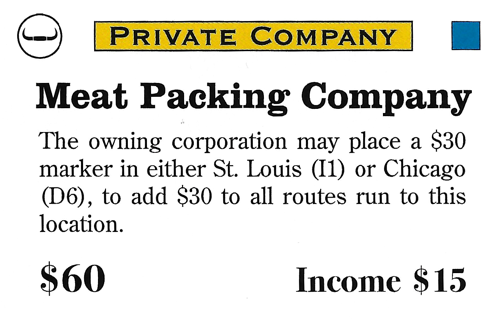 PRIVATE COMPANY
Meat Packing Company
The owning corporation may place a $30
marker in either St. Louis (I1) or Chicago
(D6), to add $30 to all routes run to this
location.
$60 Income $15